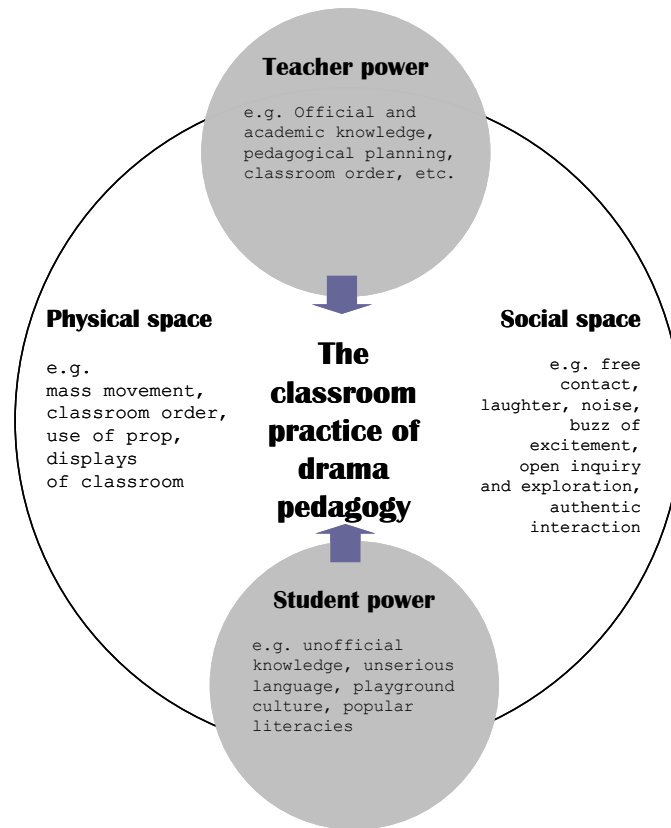 Teacher power
e.g. Official and
academic knowledge,
pedagogical planning,
classroom order, etc.
Physical space
e.g.
mass movement,
classroom order,
use of prop,
displays
of classroom
The
classroom
practice of
drama
pedagogy
Social space
e.g. free
contact,
laughter, noise,
buzz of
excitement,
open inquiry
and exploration,
authentic
interaction
Student power
e.g. unofficial
knowledge, unserious
language, playground
culture, popular
literacies